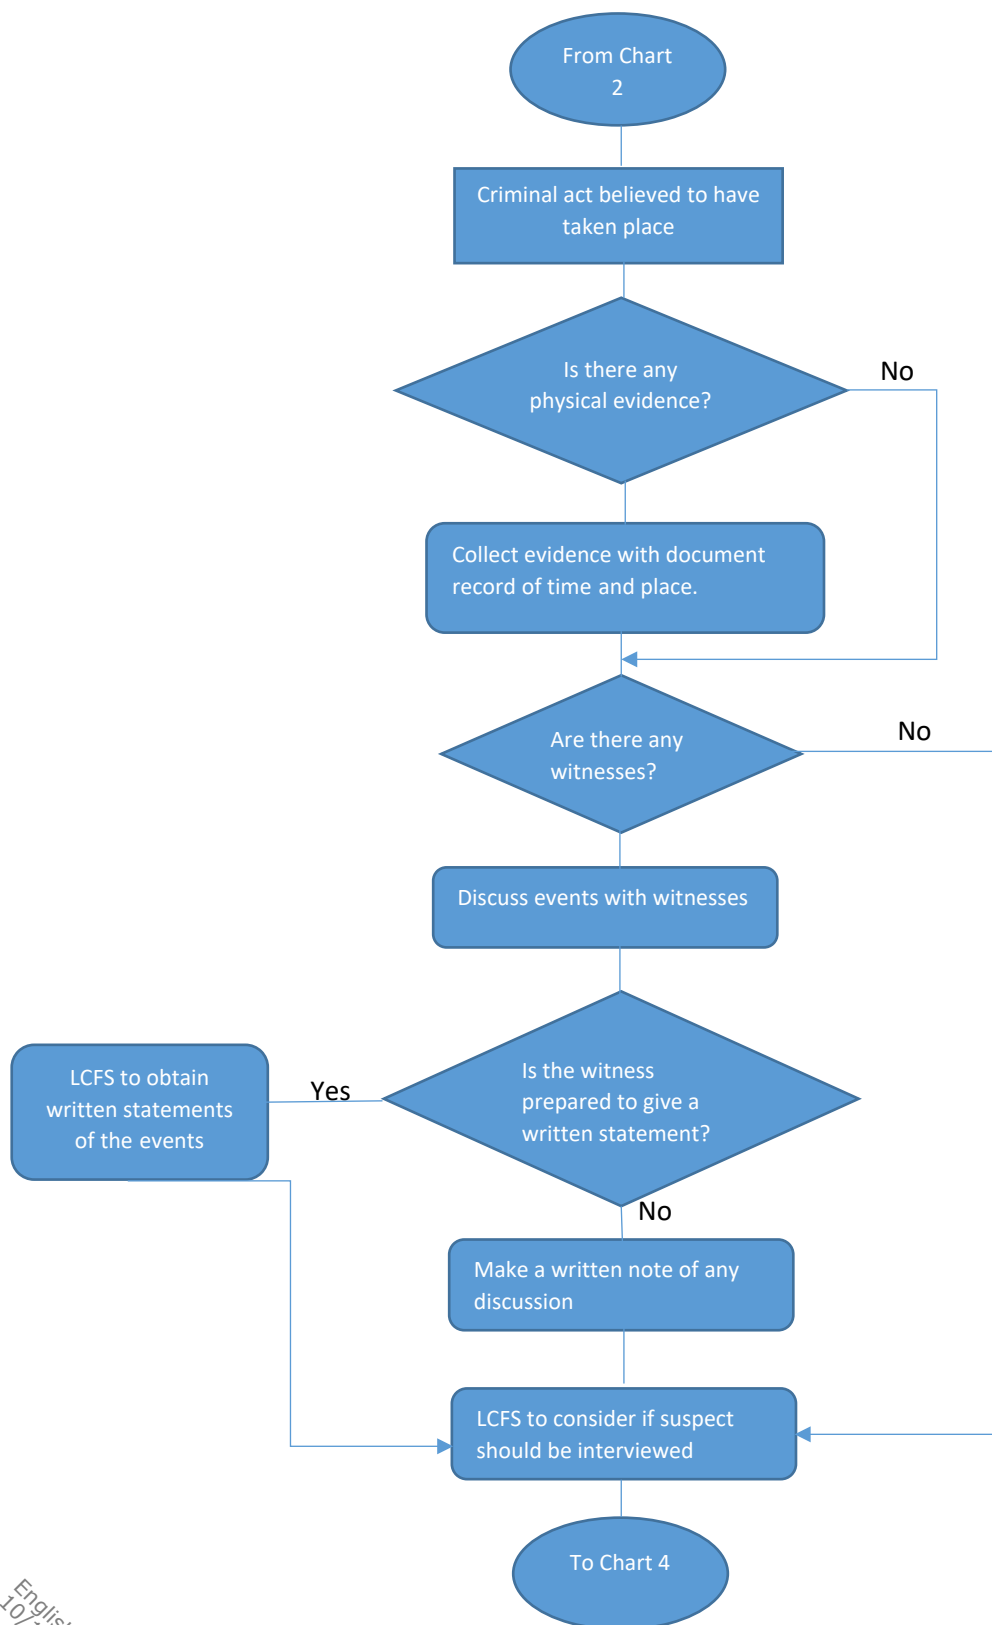 From Chart
2
Criminal act believed to have
taken place
Is there any
physical evidence?
No
Collect evidence with document
record of time and place.
Are there any
witnesses?
No
Discuss events with witnesses
Is the witness
prepared to give a
written statement?
Yes
LCFS to obtain
written statements
of the events
No
Make a written note of any
discussion
LCFS to consider if suspect
should be interviewed
To Chart 4